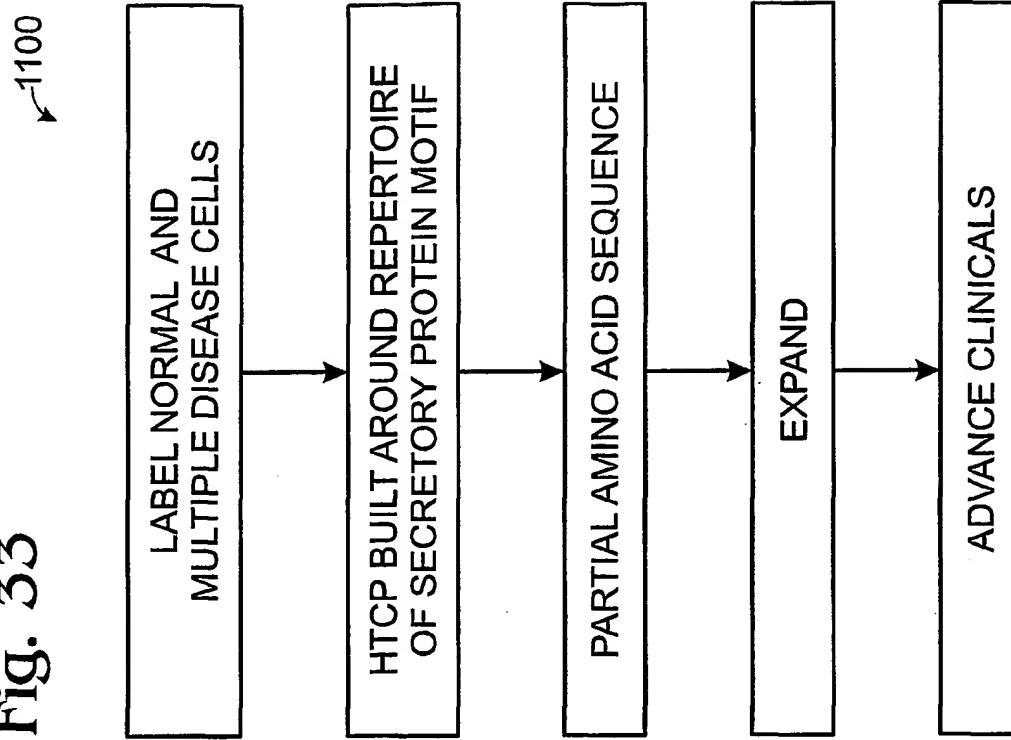 Fig. 33
1100
LABEL NORMAL AND
MULTIPLE DISEASE CELLS
HTCP BUILT AROUND REPERTOIRE
OF SECRETORY PROTEIN MOTIF
PARTIAL AMINO ACID SEQUENCE
EXPAND
ADVANCE CLINICALS